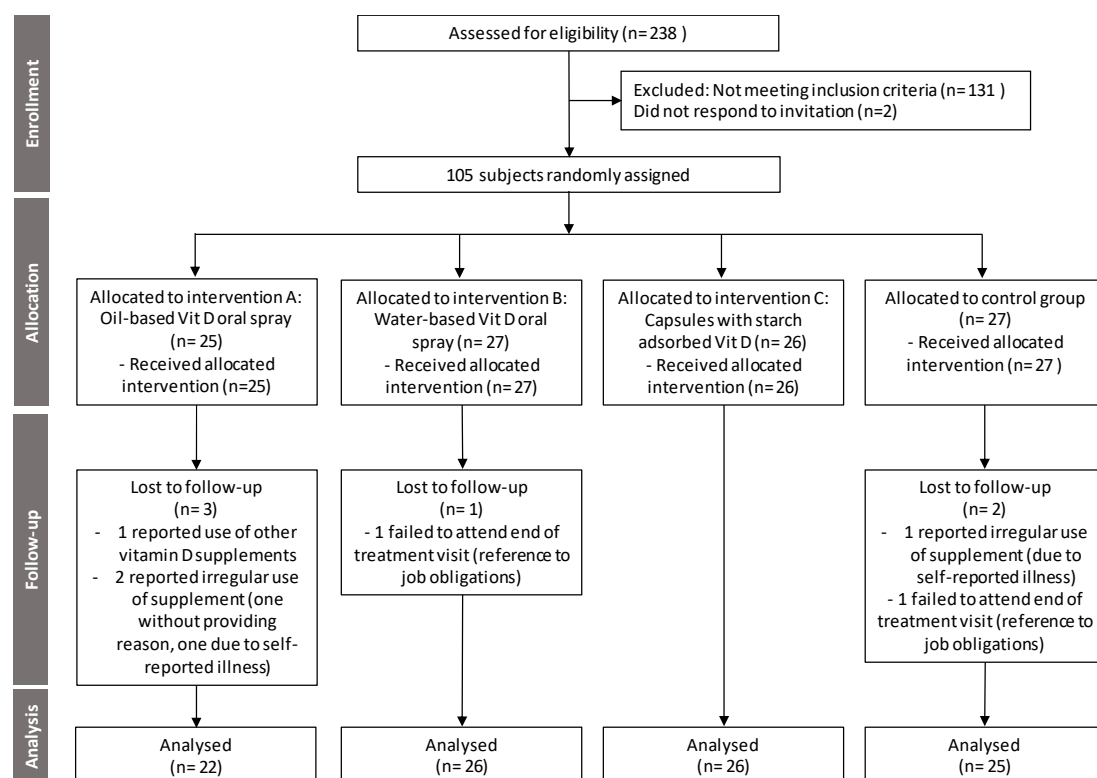 Enrollment
Assessed for eligibility (n= 238 )
Excluded: Not meeting inclusion criteria (n= 131 )
Did not respond to invitation (n=2)
105 subjects randomly assigned
Allocation
Allocated to intervention A:
Oil-based Vit D oral spray
(n= 25)
- Received allocated
intervention (n=25)
Allocated to intervention B:
Water-based Vit D oral
spray (n= 27)
- Received allocated
intervention (n= 27)
Allocated to intervention C:
Capsules with starch
adsorbed Vit D (n= 26)
- Received allocated
intervention (n= 26)
Allocated to control group
(n= 27)
- Received allocated
intervention (n= 27 )
Follow-up
Lost to follow-up
(n= 3)
- 1 reported use of other
vitamin D supplements
- 2 reported irregular use
of supplement (one
without providing
reason, one due to self-
reported illness)
Lost to follow-up
(n= 1)
- 1 failed to attend end of
treatment visit (reference to
job obligations)
Lost to follow-up
(n= 2)
- 1 reported irregular use
of supplement (due to
self-reported illness)
- 1 failed to attend end of
treatment visit (reference to
job obligations)
Analysis
Analysed
(n= 22)
Analysed
(n= 26)
Analysed
(n= 26)
Analysed
(n= 25)